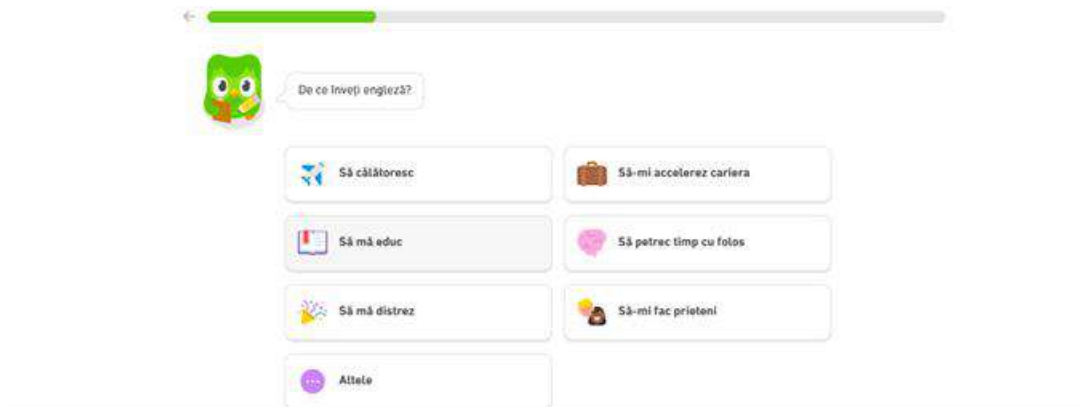 De ce înveți engleză?
Să călătoresc
Să-mi accelerez cariera
Să mă educ
Să petrec timp cu folos
Să mă distrez
Să-mi fac prieteni
Altele